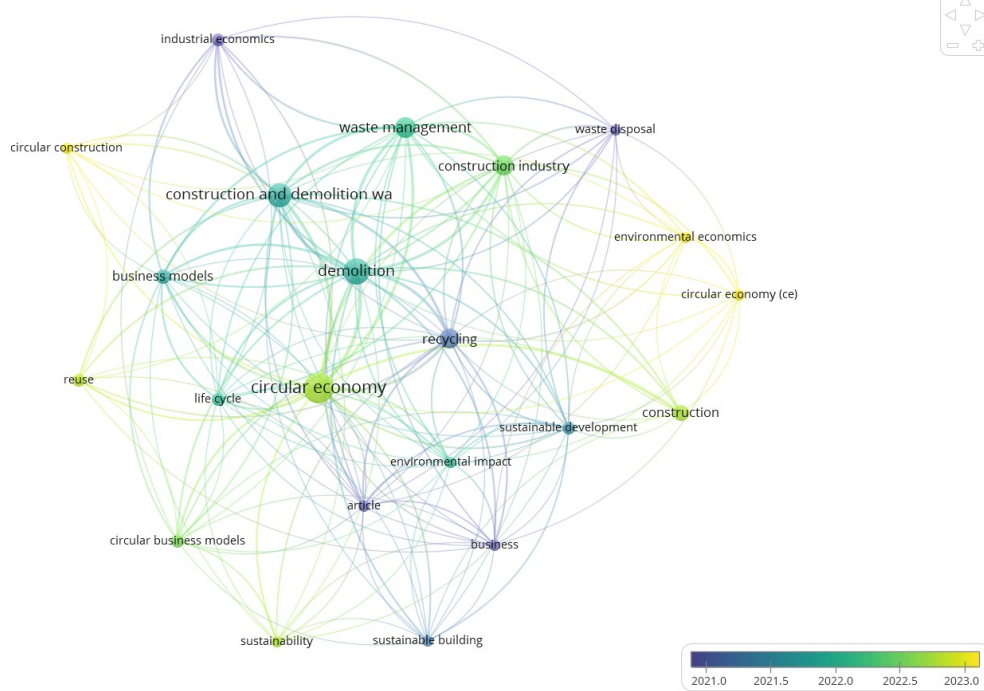 industrial economics
waste management
waste disposal
circular construction
construction industry
construction and demolition wa
environmental economics
demolition
business models
circular economy (ce)
recycling
reuse
circular economy
life cycle
construction
sustainable development
environmental impact
article
circular business models
business
sustainability
sustainable building
2021.0 2021.5 2022.0 2022.5 2023.0